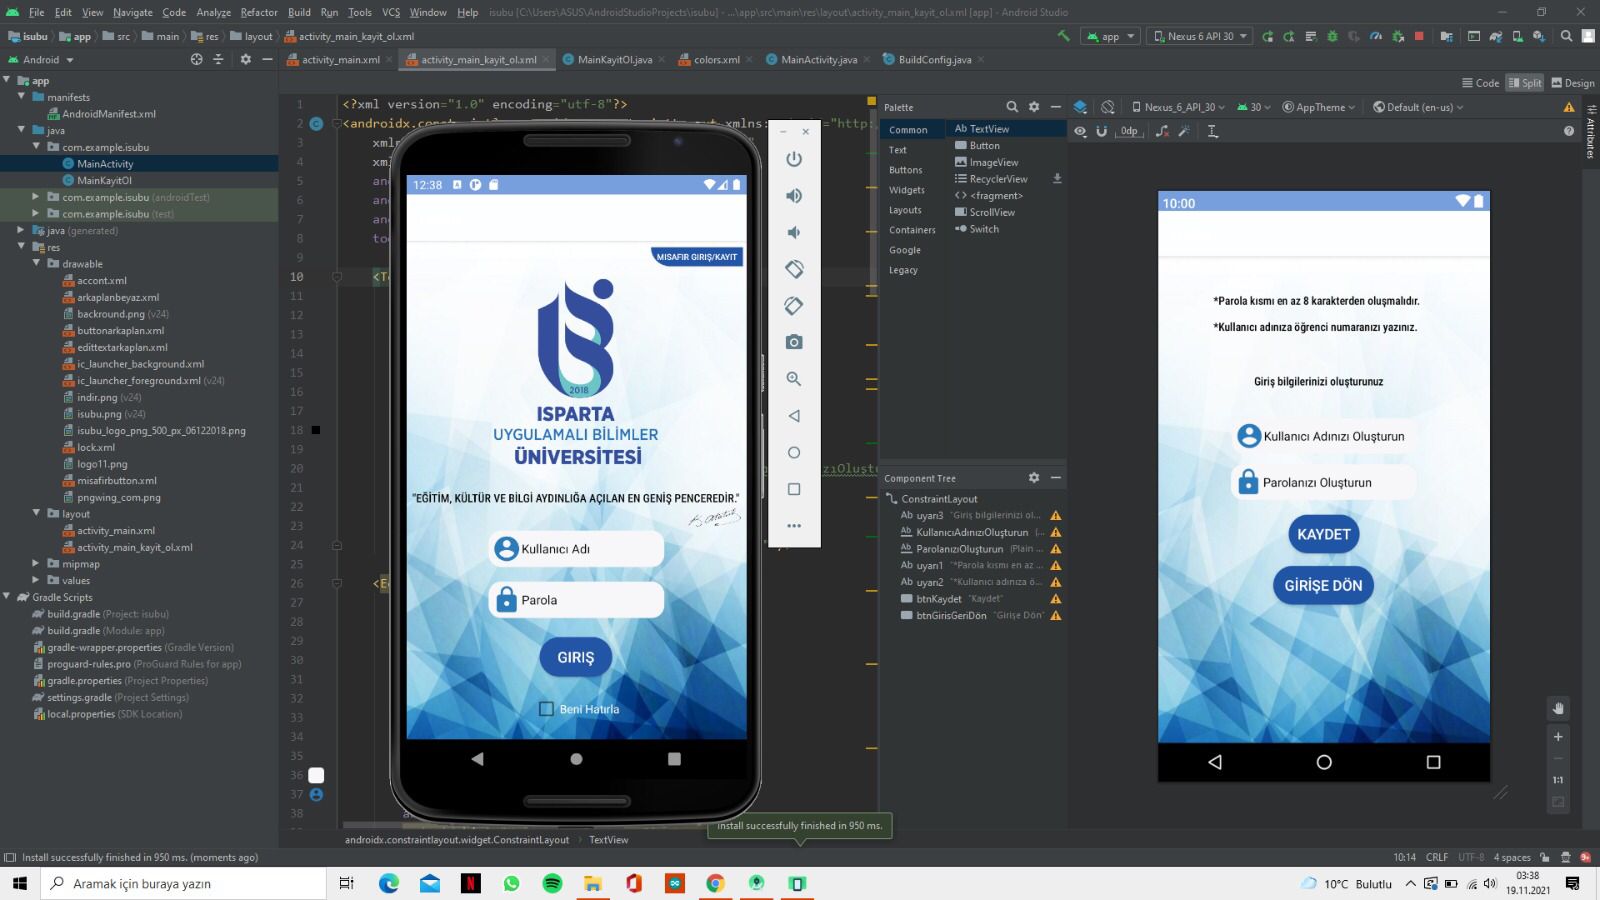 File Edit View Navigate Code Analyze Refactor Build Run Tools VCS Window Help isubu [C:\Users\ASUS\AndroidStudioProjects\isubu] - ...\app\src\main\res\layout\activity_main_kayit_ol.xml [app] - Android Studio
isubu app src main res layout activity_main_kayit_ol.xml
app Nexus 6 API 30
Android
activity_main.xml activity_main_kayit_ol.xml MainKayitOl.java colors.xml MainActivity.java BuildConfig.java
Code Split Design
app
manifests
AndroidManifest.xml
java
com.example.isubu
MainActivity
MainKayitOl
com.example.isubu (androidTest)
com.example.isubu (test)
java (generated)
res
drawable
accont.xml
arkaplanbeyaz.xml
backround.png (v24)
buttonarkaplan.xml
edittextarkaplan.xml
ic_launcher_background.xml
ic_launcher_foreground.xml (v24)
indir.png (v24)
isubu.png (v24)
isubu_logo_png_500_px_06122018.png
lock.xml
logo11.png
misafirbutton.xml
pngwing_com.png
layout
activity_main.xml
activity_main_kayit_ol.xml
mipmap
values
Gradle Scripts
build.gradle (Project: isubu)
build.gradle (Module: app)
gradle-wrapper.properties (Gradle Version)
proguard-rules.pro (ProGuard Rules for app)
gradle.properties (Project Properties)
settings.gradle (Project Settings)
local.properties (SDK Location)
1 <?xml version="1.0" encoding="utf-8"?>
2 <androidx.constr
3 xmln
4 xm
5 an
6 an
7 an
8 too
9
10 <Te
11
12
13
14
15
16
17
18
19
20
21
22
23
24
25
26 <E
27
28
29
30
31
32
33
34
35
36
37
38 a
12:38
MISAFIR GIRIŞ/KAYIT
2018
ISPARTA
UYGULAMALI BİLİMLER
ÜNİVERSİTESİ
"EĞİTİM, KÜLTÜR VE BİLGİ AYDINLIĞA AÇILAN EN GENİŞ PENCEREDİR."
Kullanıcı Adı
Parola
GIRIŞ
Beni Hatırla
Install successfully finished in 950 ms.
androidx.constraintlayout.widget.ConstraintLayout TextView
Palette
Common
Text
Buttons
Widgets
Layouts
Containers
Google
Legacy
Ab TextView
Button
ImageView
RecyclerView
<> <fragment>
ScrollView
Switch
Component Tree
ConstraintLayout
Ab uyarı3 "Giriş bilgilerinizi ol...
Ab KullanıcıAdınızıOluşturun (...
Ab ParolanızıOluşturun (Plain ...
Ab uyarı1 "*Parola kısmı en az ...
Ab uyarı2 "*Kullanıcı adınıza ö...
btnKaydet "Kaydet"
btnGirisGeriDön "Girişe Dön"
Nexus_6_API_30 30 AppTheme Default (en-us)
0dp
Attributes
10:00
*Parola kısmı en az 8 karakterden oluşmalıdır.
*Kullanıcı adınıza öğrenci numaranızı yazınız.
Giriş bilgilerinizi oluşturunuz
Kullanıcı Adınızı Oluşturun
Parolanızı Oluşturun
KAYDET
GİRİŞE DÖN
1:1
Install successfully finished in 950 ms. (moments ago)
10:14 CRLF UTF-8 4 spaces
Aramak için buraya yazın
10°C Bulutlu
03:38
19.11.2021